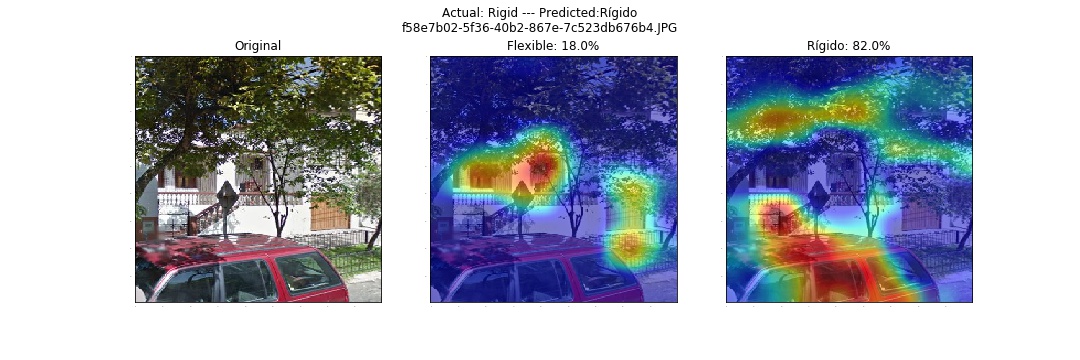 Actual: Rigid --- Predicted:Rígido
f58e7b02-5f36-40b2-867e-7c523db676b4.JPG
Original
Flexible: 18.0%
Rígido: 82.0%